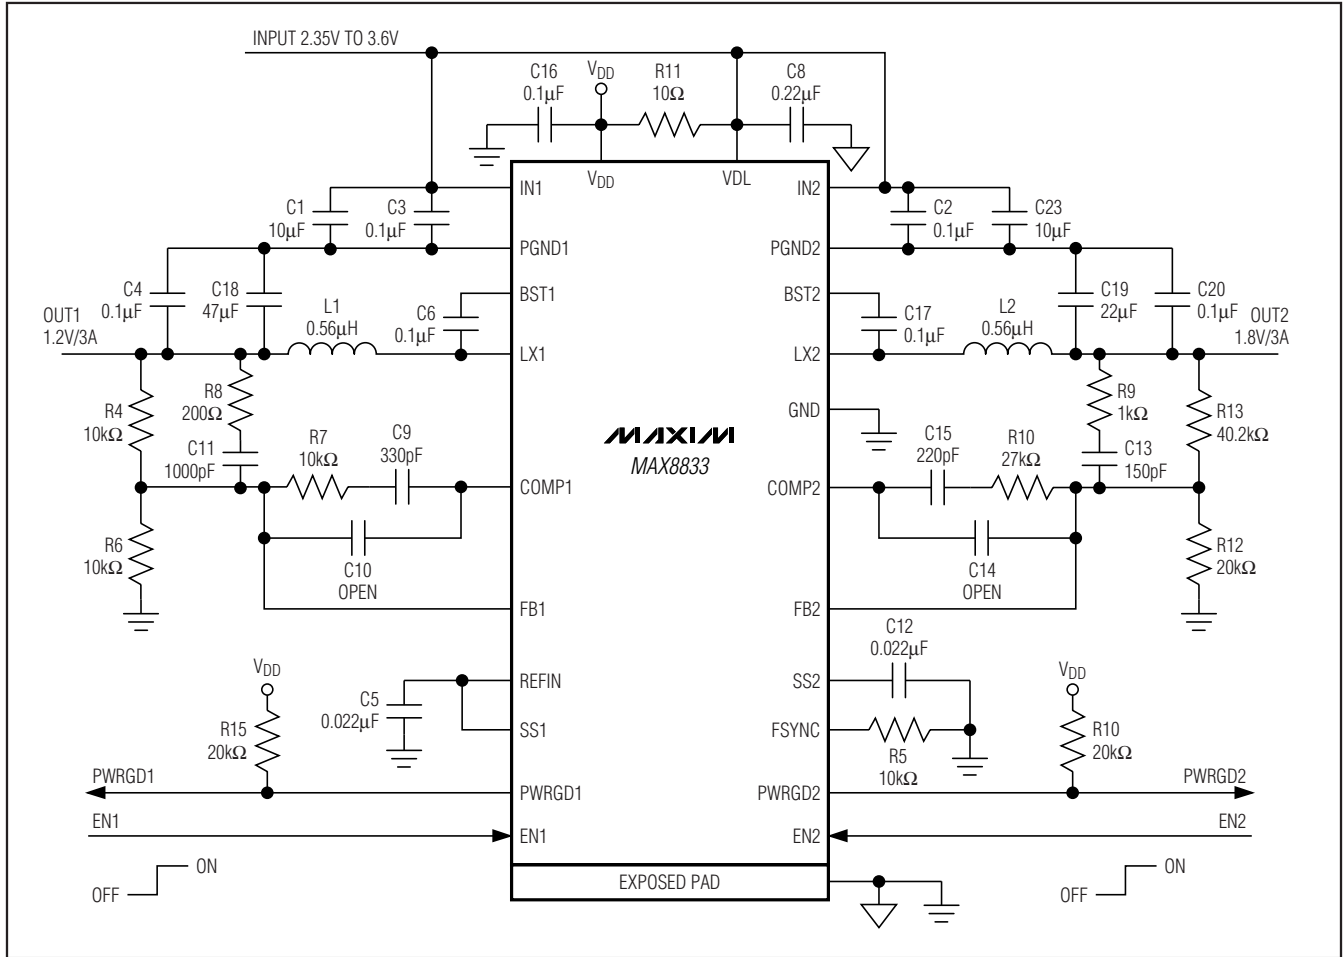 INPUT 2.35V TO 3.6V
C16
0.1µF
VDD
R11
10Ω
C8
0.22µF
VDD
VDL
IN1
IN2
C1
10µF
C3
0.1µF
C2
0.1µF
C23
10µF
PGND1
PGND2
C4
0.1µF
C18
47µF
L1
0.56µH
C6
0.1µF
BST1
BST2
C17
0.1µF
L2
0.56µH
C19
22µF
C20
0.1µF
OUT1
1.2V/3A
OUT2
1.8V/3A
LX1
LX2
R4
10kΩ
R8
200Ω
C11
1000pF
R7
10kΩ
C9
330pF
GND
MAXIM
MAX8833
C15
220pF
R10
27kΩ
R9
1kΩ
C13
150pF
R13
40.2kΩ
COMP1
COMP2
R6
10kΩ
C10
OPEN
C14
OPEN
R12
20kΩ
FB1
FB2
VDD
R15
20kΩ
C5
0.022µF
REFIN
SS1
C12
0.022µF
SS2
FSYNC
R5
10kΩ
VDD
R10
20kΩ
PWRGD1
PWRGD1
PWRGD2
PWRGD2
EN1
EN1
EN2
EN2
OFF
ON
EXPOSED PAD
OFF
ON